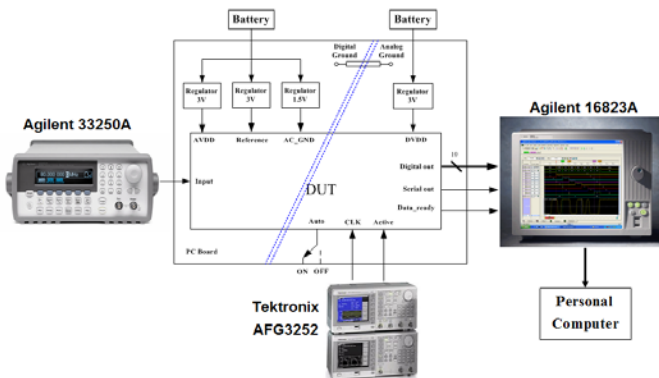 Battery
Battery
Digital
Ground
Analog
Ground
Regulator
3V
Regulator
3V
Regulator
1.5V
Regulator
3V
Agilent 33250A
Agilent 16823A
AVDD
Reference
AC_GND
DVDD
Digital out
10
Input
DUT
Serial out
Data_ready
Auto
CLK
Active
PC Board
ON
OFF
Tektronix
AFG3252
Personal
Computer